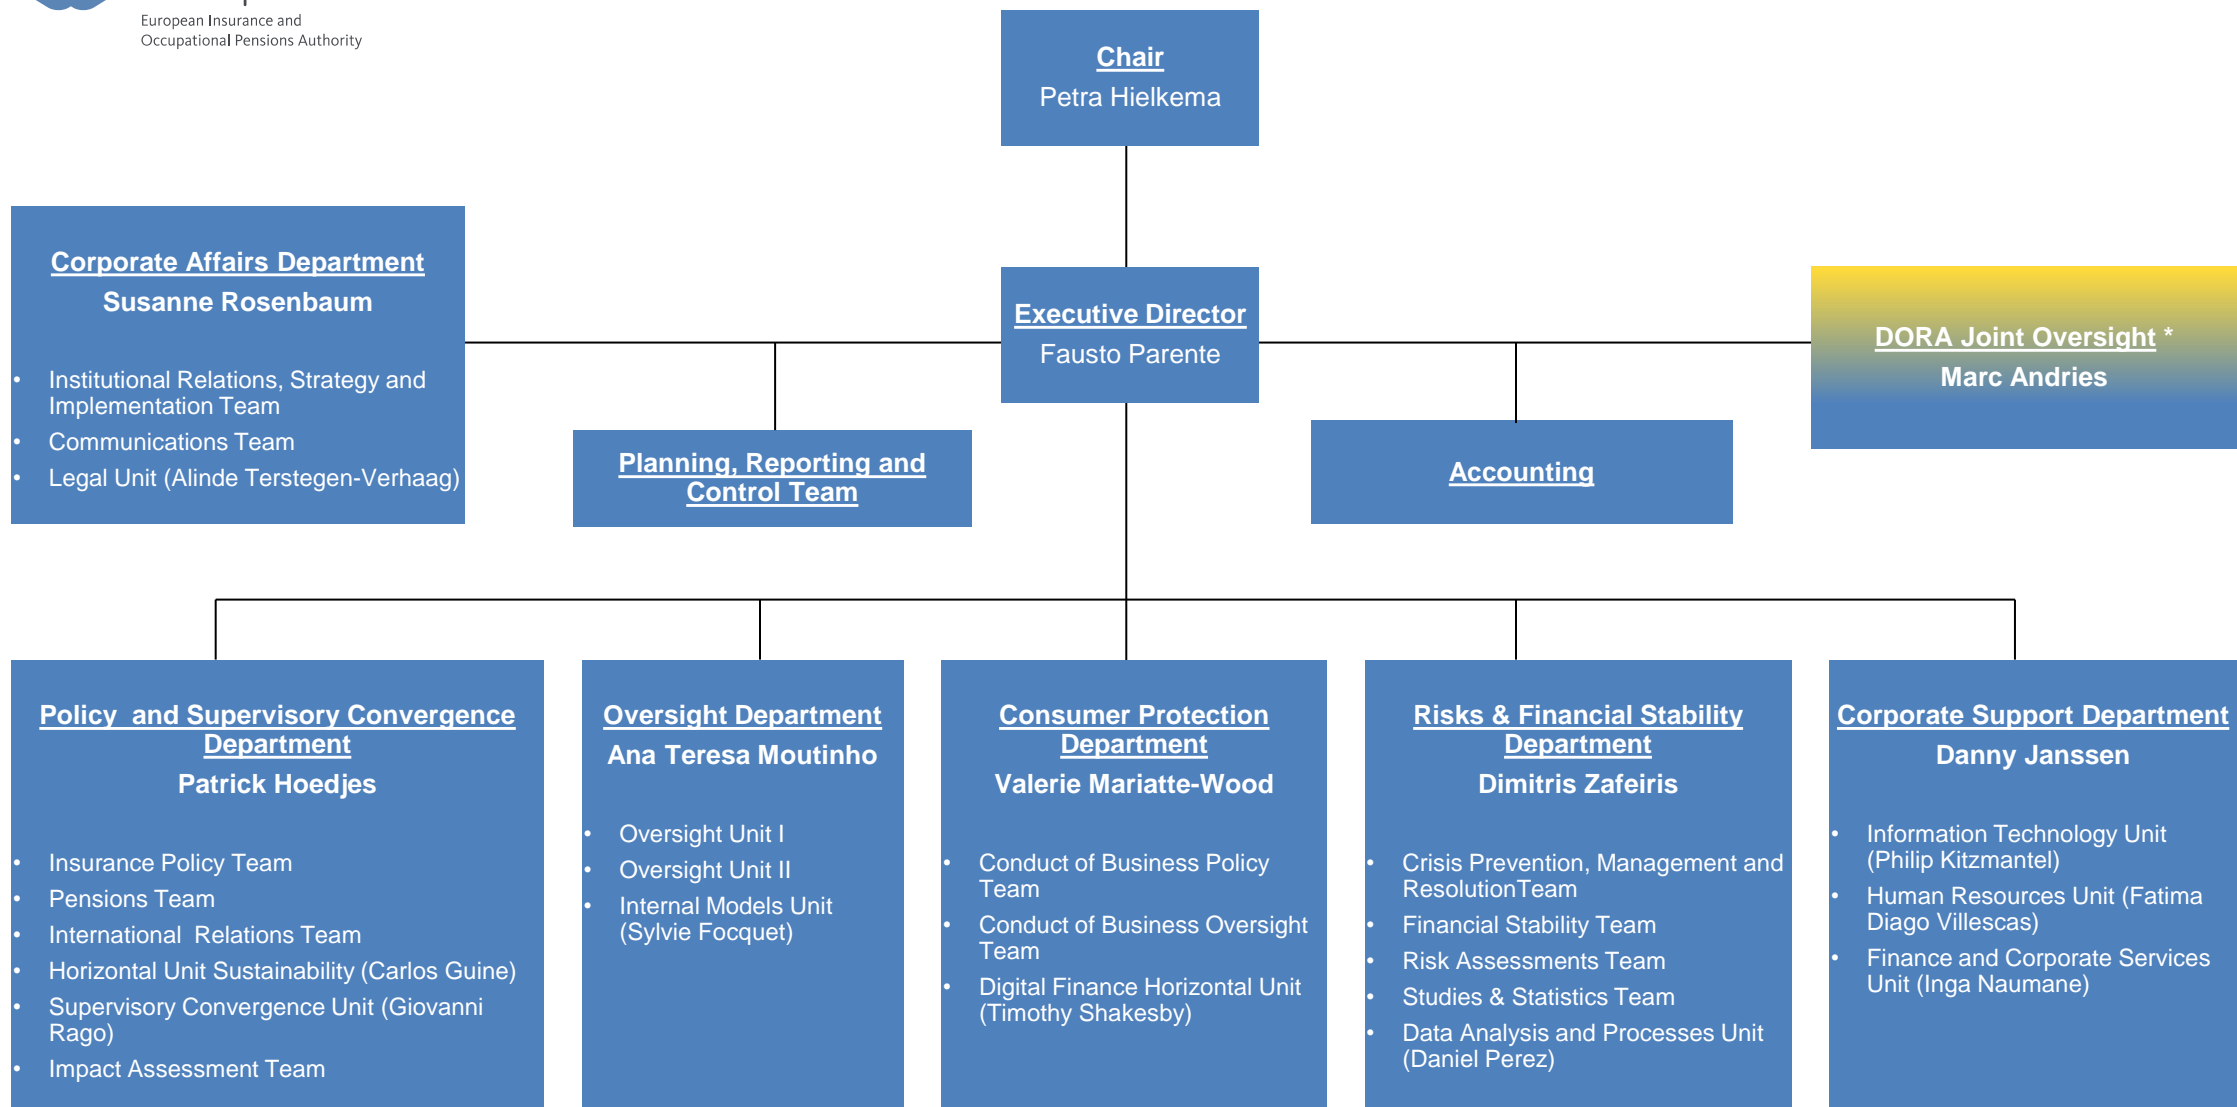 European Insurance and
Occupational Pensions Authority
Chair
Petra Hielkema
Corporate Affairs Department
Susanne Rosenbaum
• Institutional Relations, Strategy and
Implementation Team
• Communications Team
• Legal Unit (Alinde Terstegen-Verhaag)
Executive Director
Fausto Parente
DORA Joint Oversight *
Marc Andries
Planning, Reporting and
Control Team
Accounting
Policy  and Supervisory Convergence
Department
Patrick Hoedjes
• Insurance Policy Team
• Pensions Team
• International  Relations Team
• Horizontal Unit Sustainability (Carlos Guine)
• Supervisory Convergence Unit (Giovanni
Rago)
• Impact Assessment Team
Oversight Department
Ana Teresa Moutinho
• Oversight Unit I
• Oversight Unit II
• Internal Models Unit
(Sylvie Focquet)
Consumer Protection
Department
Valerie Mariatte-Wood
• Conduct of Business Policy
Team
• Conduct of Business Oversight
Team
• Digital Finance Horizontal Unit
(Timothy Shakesby)
Risks & Financial Stability
Department
Dimitris Zafeiris
• Crisis Prevention, Management and
ResolutionTeam
• Financial Stability Team
• Risk Assessments Team
• Studies & Statistics Team
• Data Analysis and Processes Unit
(Daniel Perez)
Corporate Support Department
Danny Janssen
• Information Technology Unit
(Philip Kitzmantel)
• Human Resources Unit (Fatima
Diago Villescas)
• Finance and Corporate Services
Unit (Inga Naumane)